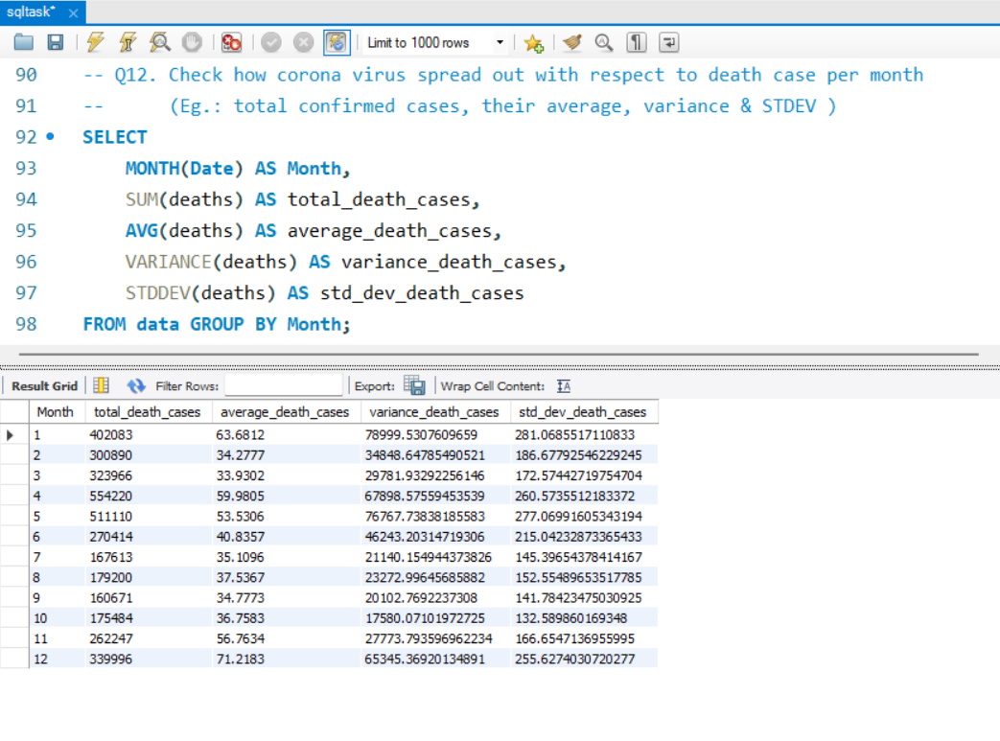 sqltask*
Limit to 1000 rows
90 -- Q12. Check how corona virus spread out with respect to death case per month
91 -- (Eg.: total confirmed cases, their average, variance & STDEV )
92 SELECT
93 MONTH(Date) AS Month,
94 SUM(deaths) AS total_death_cases,
95 AVG(deaths) AS average_death_cases,
96 VARIANCE(deaths) AS variance_death_cases,
97 STDDEV(deaths) AS std_dev_death_cases
98 FROM data GROUP BY Month;
Result Grid Filter Rows: Export: Wrap Cell Content: IA
Month total_death_cases average_death_cases variance_death_cases std_dev_death_cases
1 402083 63.6812 78999.5307609659 281.0685517110833
2 300890 34.2777 34848.64785490521 186.67792546229245
3 323966 33.9302 29781.93292256146 172.57442719754704
4 554220 59.9805 67898.57559453539 260.5735512183372
5 511110 53.5306 76767.73838185583 277.06991605343194
6 270414 40.8357 46243.20314719306 215.04232873365433
7 167613 35.1096 21140.154944373826 145.39654378414167
8 179200 37.5367 23272.99645685882 152.55489653517785
9 160671 34.7773 20102.7692237308 141.78423475030925
10 175484 36.7583 17580.07101972725 132.589860169348
11 262247 56.7634 27773.793596962234 166.6547136955995
12 339996 71.2183 65345.36920134891 255.6274030720277